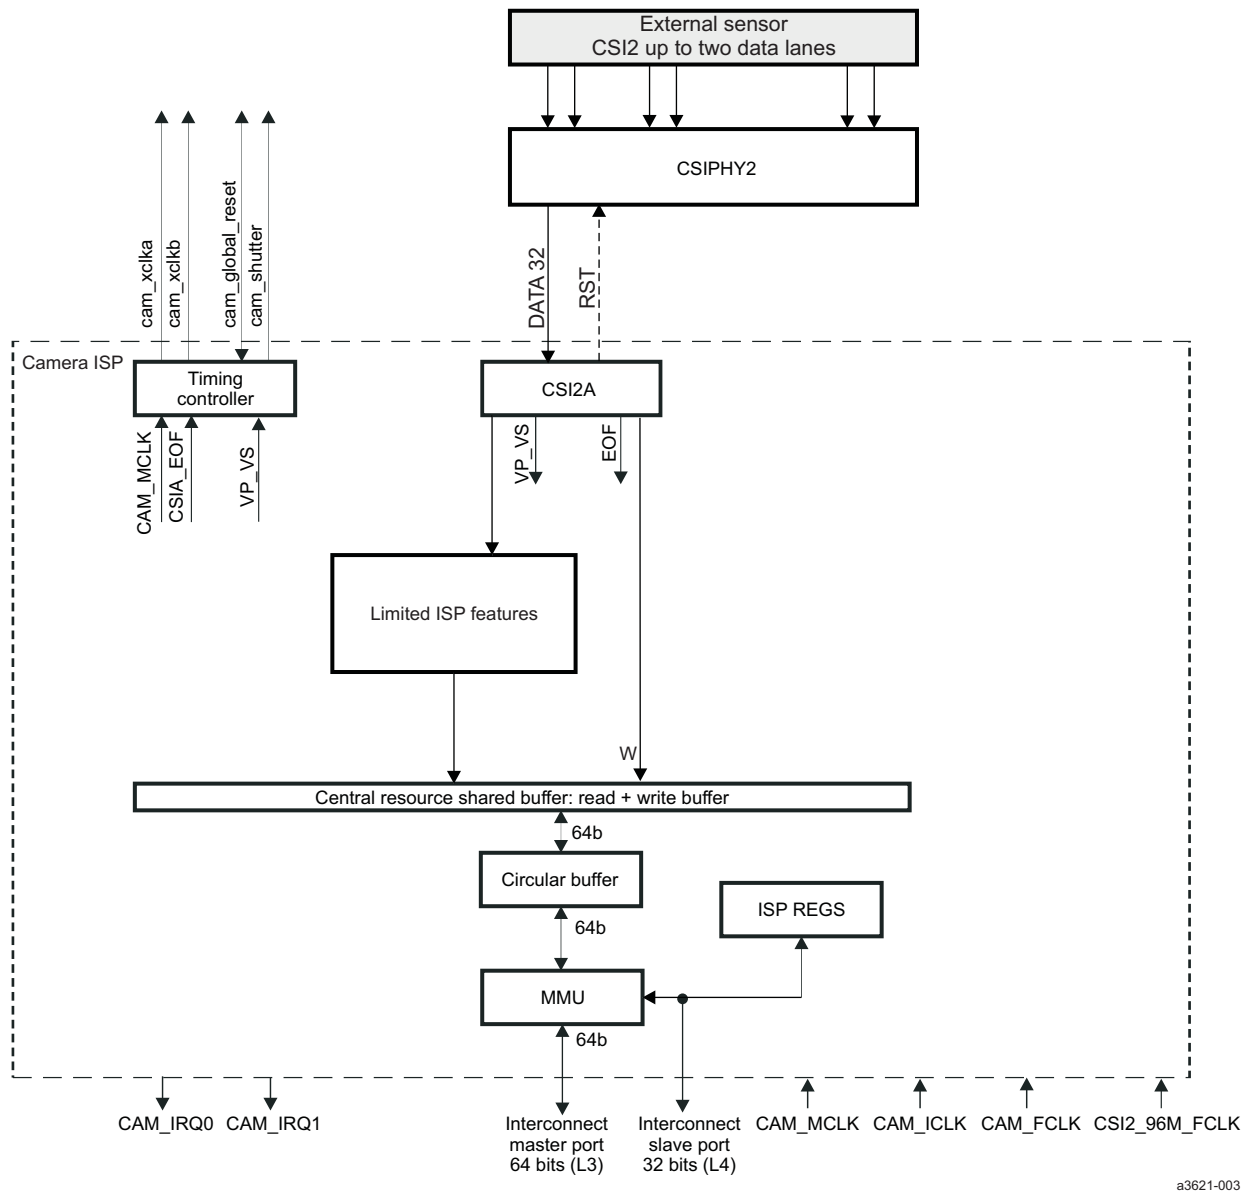 External sensor
CSI2 up to two data lanes
CSIPHY2
cam_xclka
cam_xclkb
cam_global_reset
cam_shutter
DATA 32
RST
Camera ISP
Timing
controller
CSI2A
CAM_MCLK
CSIA_EOF
VP_VS
VP_VS
EOF
Limited ISP features
W
Central resource shared buffer: read + write buffer
64b
Circular buffer
ISP REGS
64b
MMU
64b
CAM_IRQ0
CAM_IRQ1
Interconnect
master port
64 bits (L3)
Interconnect
slave port
32 bits (L4)
CAM_MCLK
CAM_ICLK
CAM_FCLK
CSI2_96M_FCLK
a3621-003